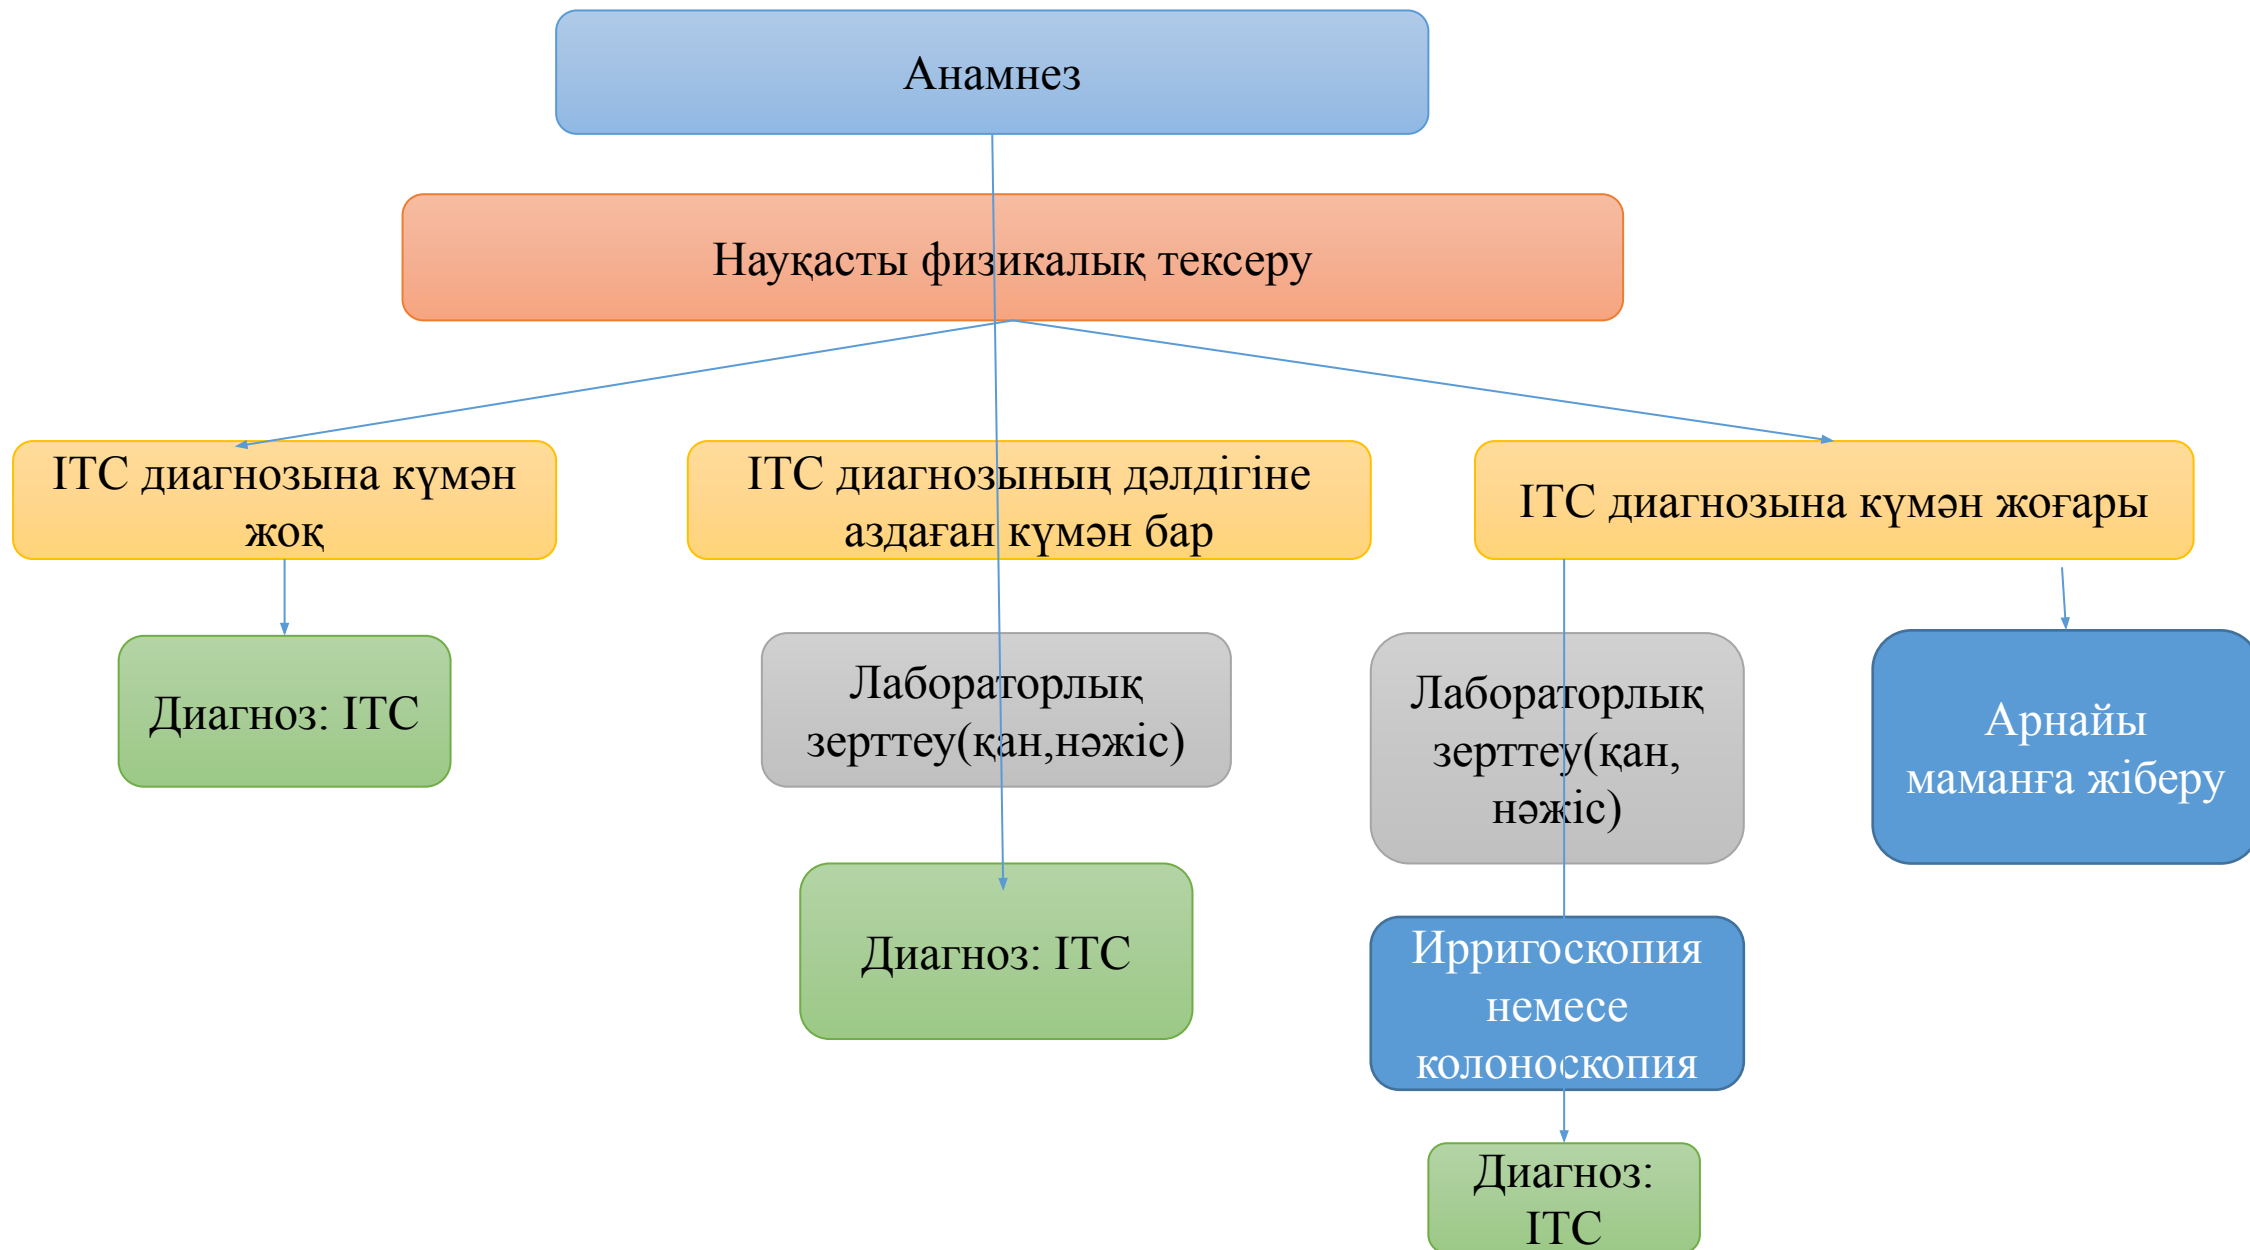 Анамнез
Науқасты физикалық тексеру
ІТС диагнозына күмән
жоқ
ІТС диагнозының дәлдігіне
аздаған күмән бар
ІТС диагнозына күмән жоғары
Диагноз: ІТС
Лабораторлық
зерттеу(қан,нәжіс)
Лабораторлық
зерттеу(қан,
нәжіс)
Арнайы
маманға жіберу
Диагноз: ІТС
Ирригоскопия
немесе
колоноскопия
Диагноз:
ІТС